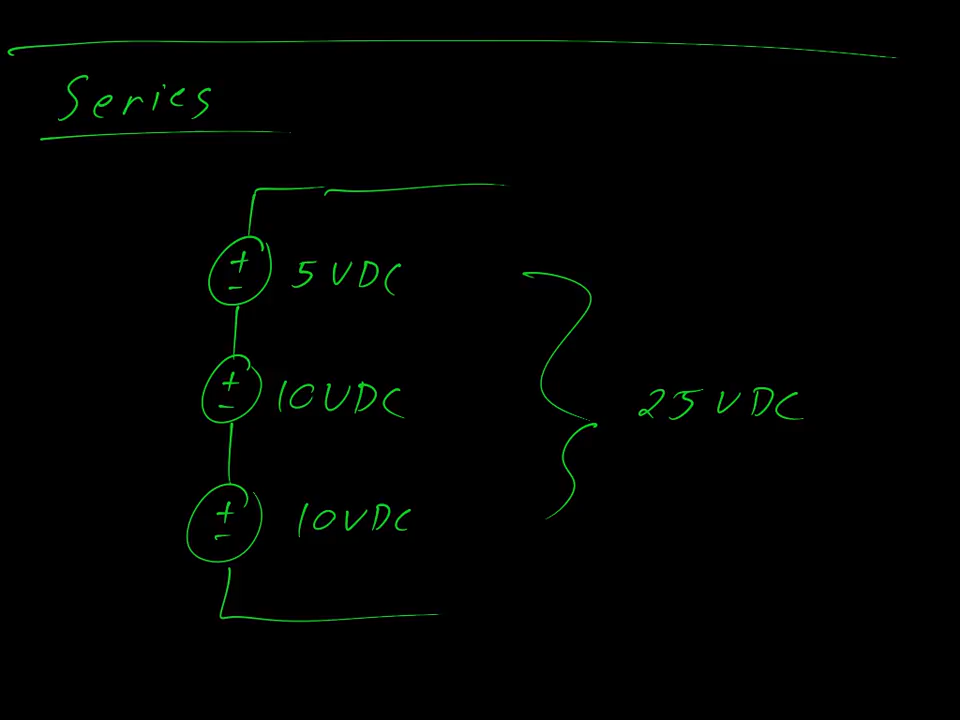 Series
+
-
5VDC
+
-
10VDC
25VDC
+
-
10VDC